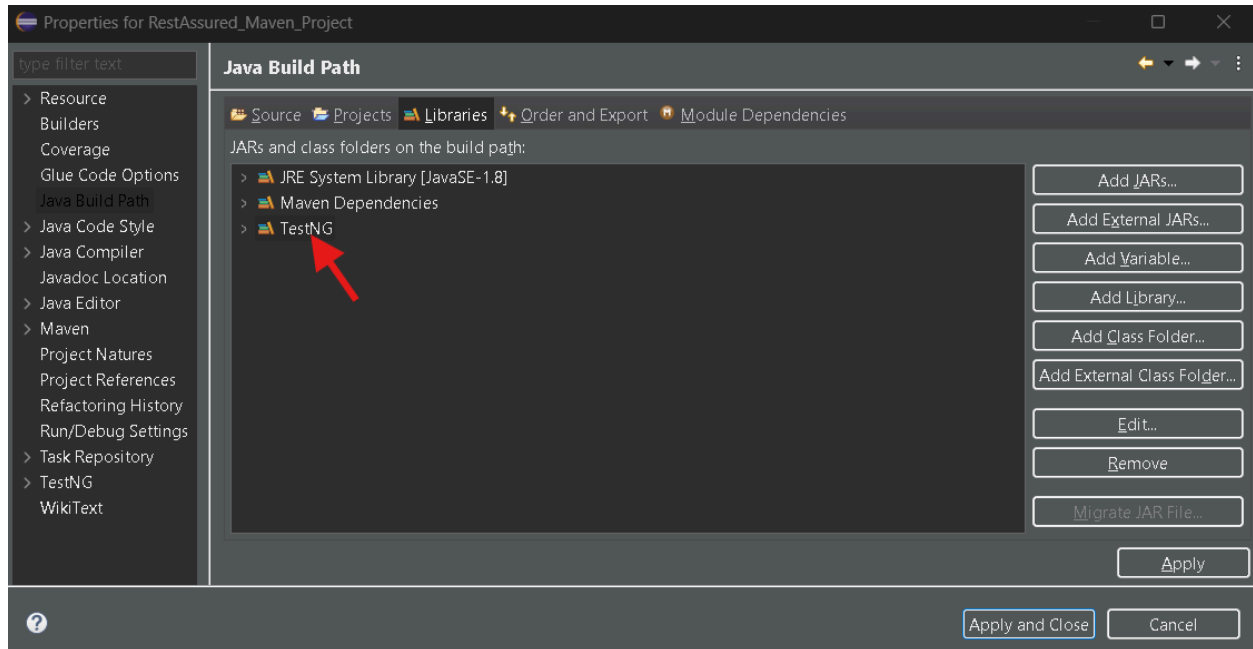 Properties for RestAssured_Maven_Project
type filter text
Resource
Builders
Coverage
Glue Code Options
Java Build Path
Java Code Style
Java Compiler
Javadoc Location
Java Editor
Maven
Project Natures
Project References
Refactoring History
Run/Debug Settings
Task Repository
TestNG
WikiText
Java Build Path
Source Projects Libraries Order and Export Module Dependencies
JARs and class folders on the build path:
JRE System Library [JavaSE-1.8]
Maven Dependencies
TestNG
Add JARs...
Add External JARs...
Add Variable...
Add Library...
Add Class Folder...
Add External Class Folder...
Edit...
Remove
Migrate JAR File...
Apply
Apply and Close Cancel